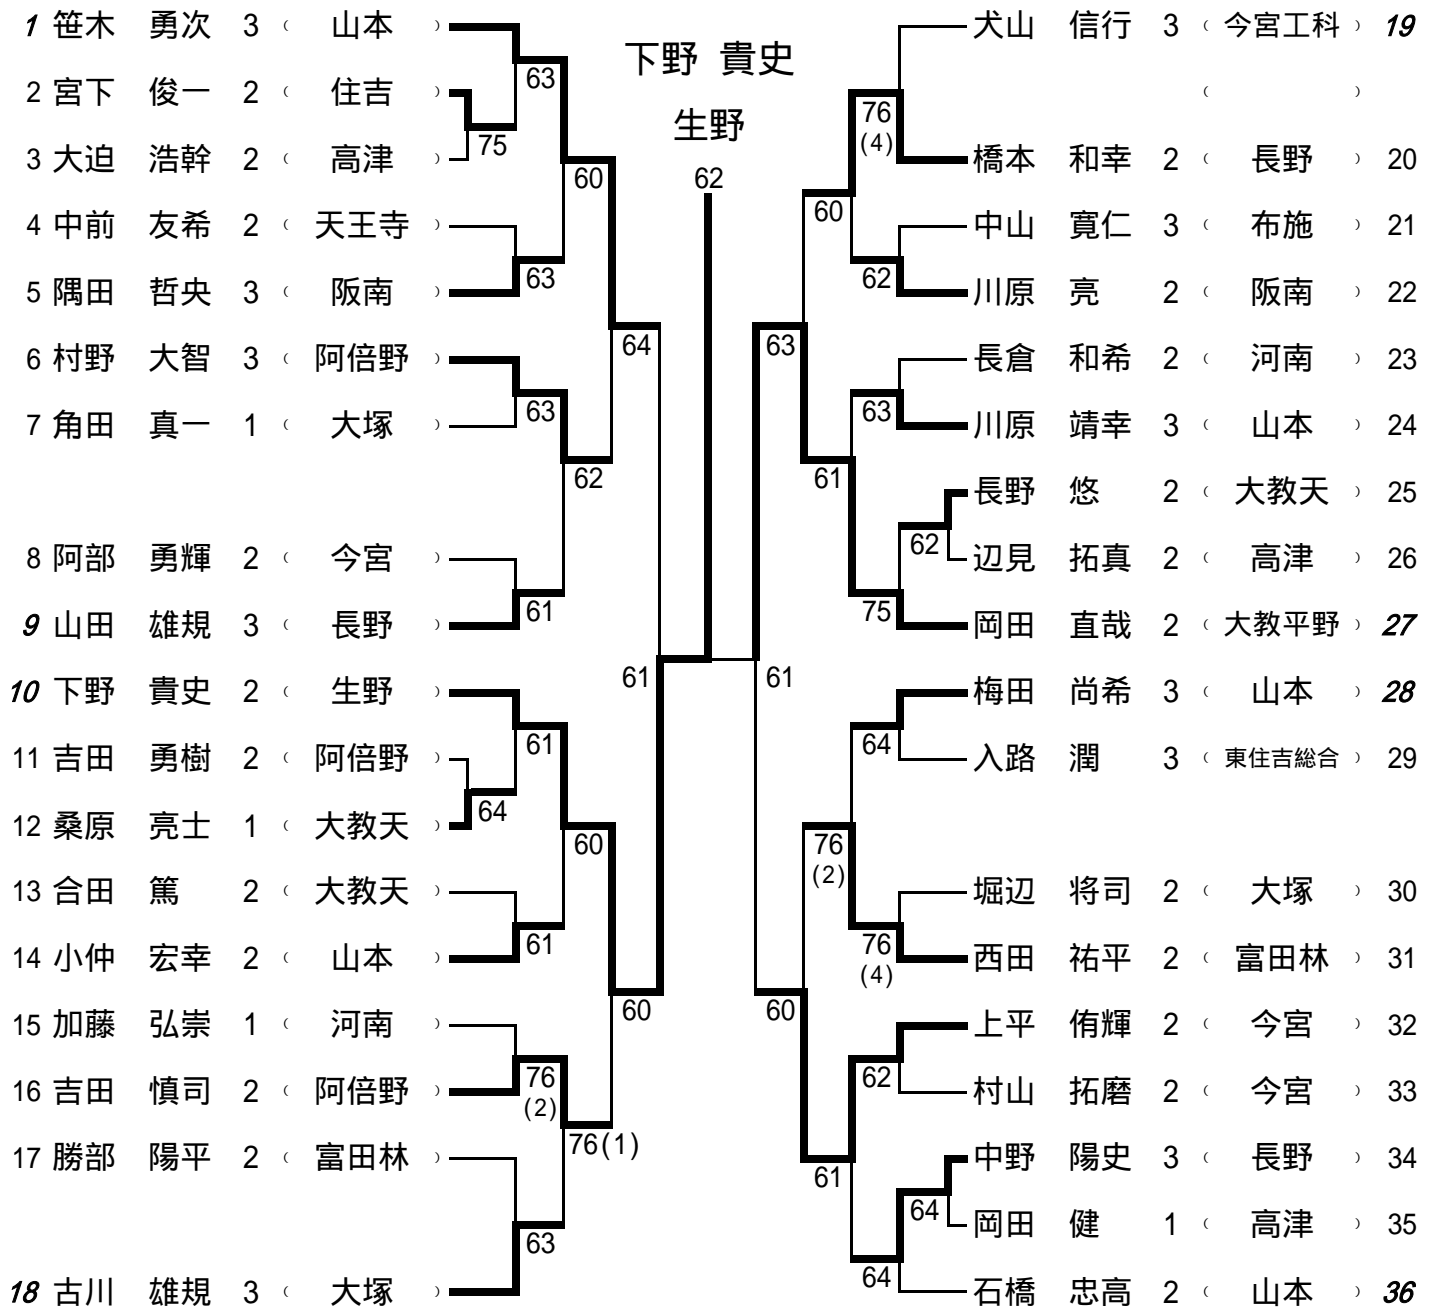 下野 貴史
生野
62
1 笹木 勇次 3 ( 山本 )
2 宮下 俊一 2 ( 住吉 )
3 大迫 浩幹 2 ( 高津 )
4 中前 友希 2 ( 天王寺 )
5 隅田 哲央 3 ( 阪南 )
6 村野 大智 3 ( 阿倍野 )
7 角田 真一 1 ( 大塚 )
8 阿部 勇輝 2 ( 今宮 )
9 山田 雄規 3 ( 長野 )
10 下野 貴史 2 ( 生野 )
11 吉田 勇樹 2 ( 阿倍野 )
12 桑原 亮士 1 ( 大教天 )
13 合田 篤 2 ( 大教天 )
14 小仲 宏幸 2 ( 山本 )
15 加藤 弘崇 1 ( 河南 )
16 吉田 慎司 2 ( 阿倍野 )
17 勝部 陽平 2 ( 富田林 )
18 古川 雄規 3 ( 大塚 )
63
75
60
63
64
63
62
61
61
61
64
60
61
60
76
(2)
76(1)
63
犬山 信行 3 ( 今宮工科 ) 19
( )
橋本 和幸 2 ( 長野 ) 20
中山 寛仁 3 ( 布施 ) 21
川原 亮 2 ( 阪南 ) 22
長倉 和希 2 ( 河南 ) 23
川原 靖幸 3 ( 山本 ) 24
長野 悠 2 ( 大教天 ) 25
辺見 拓真 2 ( 高津 ) 26
岡田 直哉 2 ( 大教平野 ) 27
梅田 尚希 3 ( 山本 ) 28
入路 潤 3 ( 東住吉総合 ) 29
堀辺 将司 2 ( 大塚 ) 30
西田 祐平 2 ( 富田林 ) 31
上平 侑輝 2 ( 今宮 ) 32
村山 拓磨 2 ( 今宮 ) 33
中野 陽史 3 ( 長野 ) 34
岡田 健 1 ( 高津 ) 35
石橋 忠高 2 ( 山本 ) 36
76
(4)
60
62
63
63
61
62
75
61
64
76
(2)
76
(4)
60
62
61
64
64